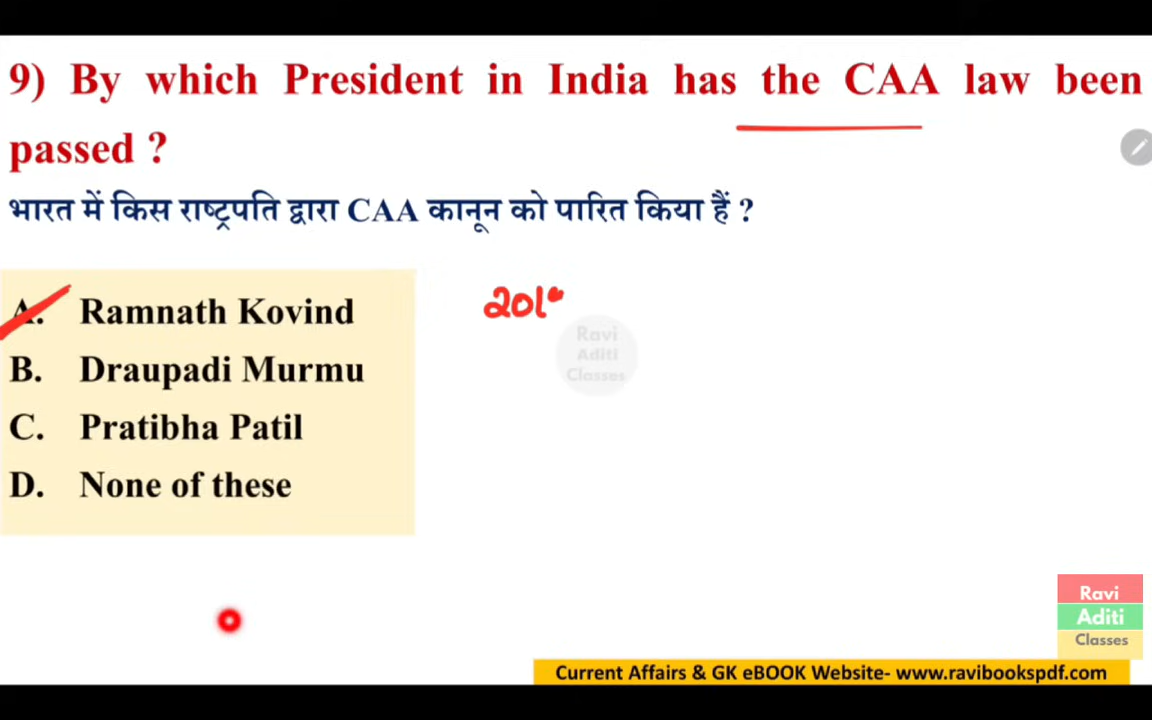 9) By which President in India has the CAA law been
passed ?
भारत में किस राष्ट्रपति द्वारा CAA कानून को पारित किया हैं ?
A. Ramnath Kovind
B. Draupadi Murmu
C. Pratibha Patil
D. None of these
Ravi
Aditi
Classes
Ravi
Aditi
Classes
Current Affairs & GK eBOOK Website- www.ravibookspdf.com